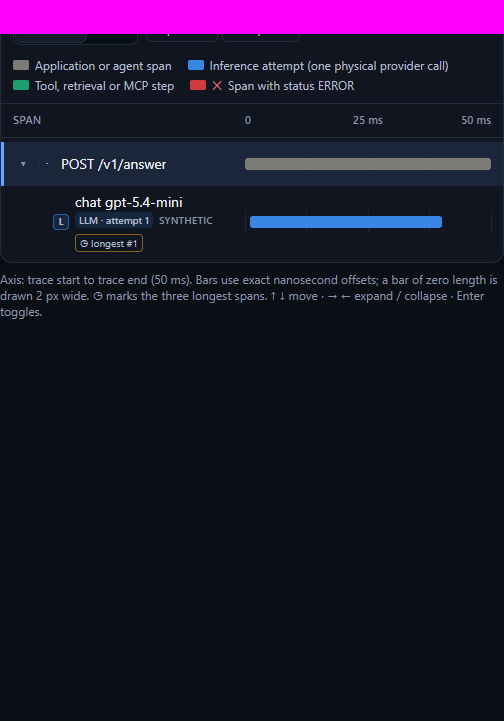 Application or agent span
Inference attempt (one physical provider call)
Tool, retrieval or MCP step
Span with status ERROR
SPAN 0 25 ms 50 ms
POST /v1/answer
chat gpt-5.4-mini
L LLM · attempt 1 SYNTHETIC
◷ longest #1
Axis: trace start to trace end (50 ms). Bars use exact nanosecond offsets; a bar of zero length is
drawn 2 px wide. ◷ marks the three longest spans. ↑ ↓ move · → ← expand / collapse · Enter
toggles.